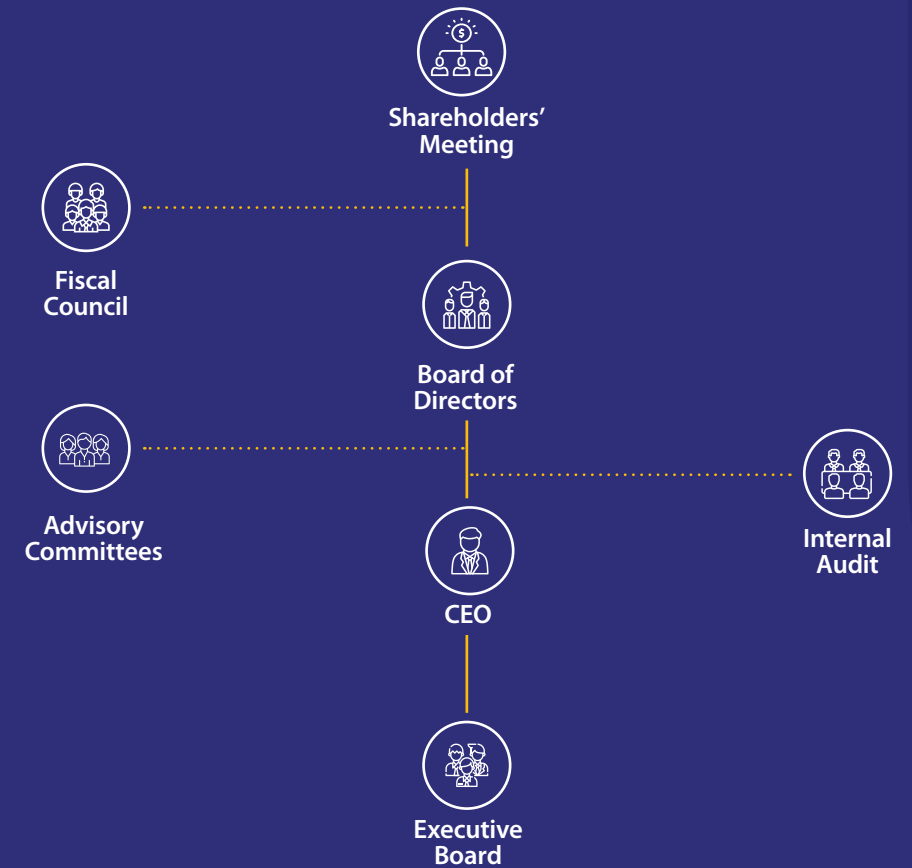 $
Shareholders’
Meeting
Fiscal
Council
Board of
Directors
Advisory
Committees
Internal
Audit
CEO
Executive
Board